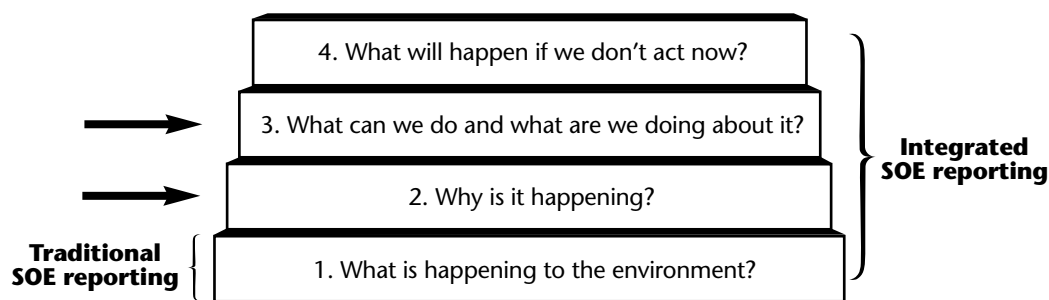 4. What will happen if we don’t act now?
3. What can we do and what are we doing about it?
2. Why is it happening?
1. What is happening to the environment?
Traditional
SOE reporting
Integrated
SOE reporting